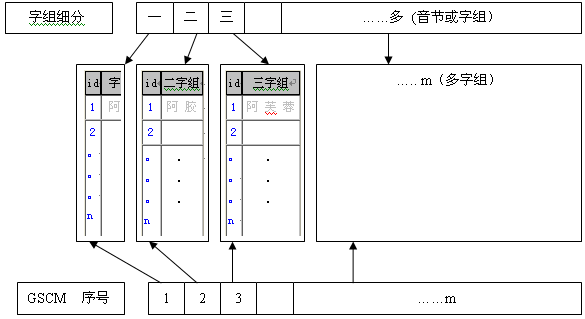 字组细分 一 二 三 ……多（音节或字组）
id 字 id 二字组 id 三字组 …..m（多字组）
1 阿 1 阿 胶 1 阿 芙 蓉
2 2 2
。 。 · 。 ·
。 。 · 。 ·
。 。 · 。 ·
n n n
GSCM 序号 1 2 3 ……m